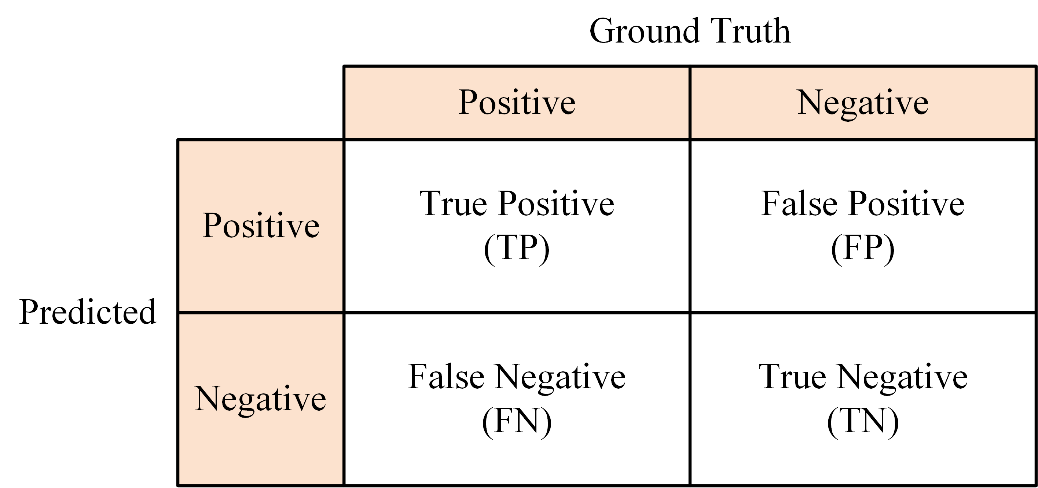 Ground Truth
Positive
Negative
Positive
True Positive
(TP)
False Positive
(FP)
Predicted
Negative
False Negative
(FN)
True Negative
(TN)